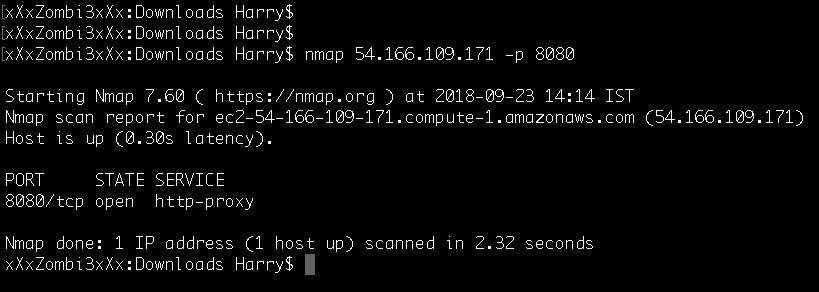 [xXxZombi3xXx:Downloads Harry$
[xXxZombi3xXx:Downloads Harry$
[xXxZombi3xXx:Downloads Harry$ nmap 54.166.109.171 -p 8080
Starting Nmap 7.60 ( https://nmap.org ) at 2018-09-23 14:14 IST
Nmap scan report for ec2-54-166-109-171.compute-1.amazonaws.com (54.166.109.171)
Host is up (0.30s latency).
PORT     STATE SERVICE
8080/tcp open  http-proxy
Nmap done: 1 IP address (1 host up) scanned in 2.32 seconds
xXxZombi3xXx:Downloads Harry$